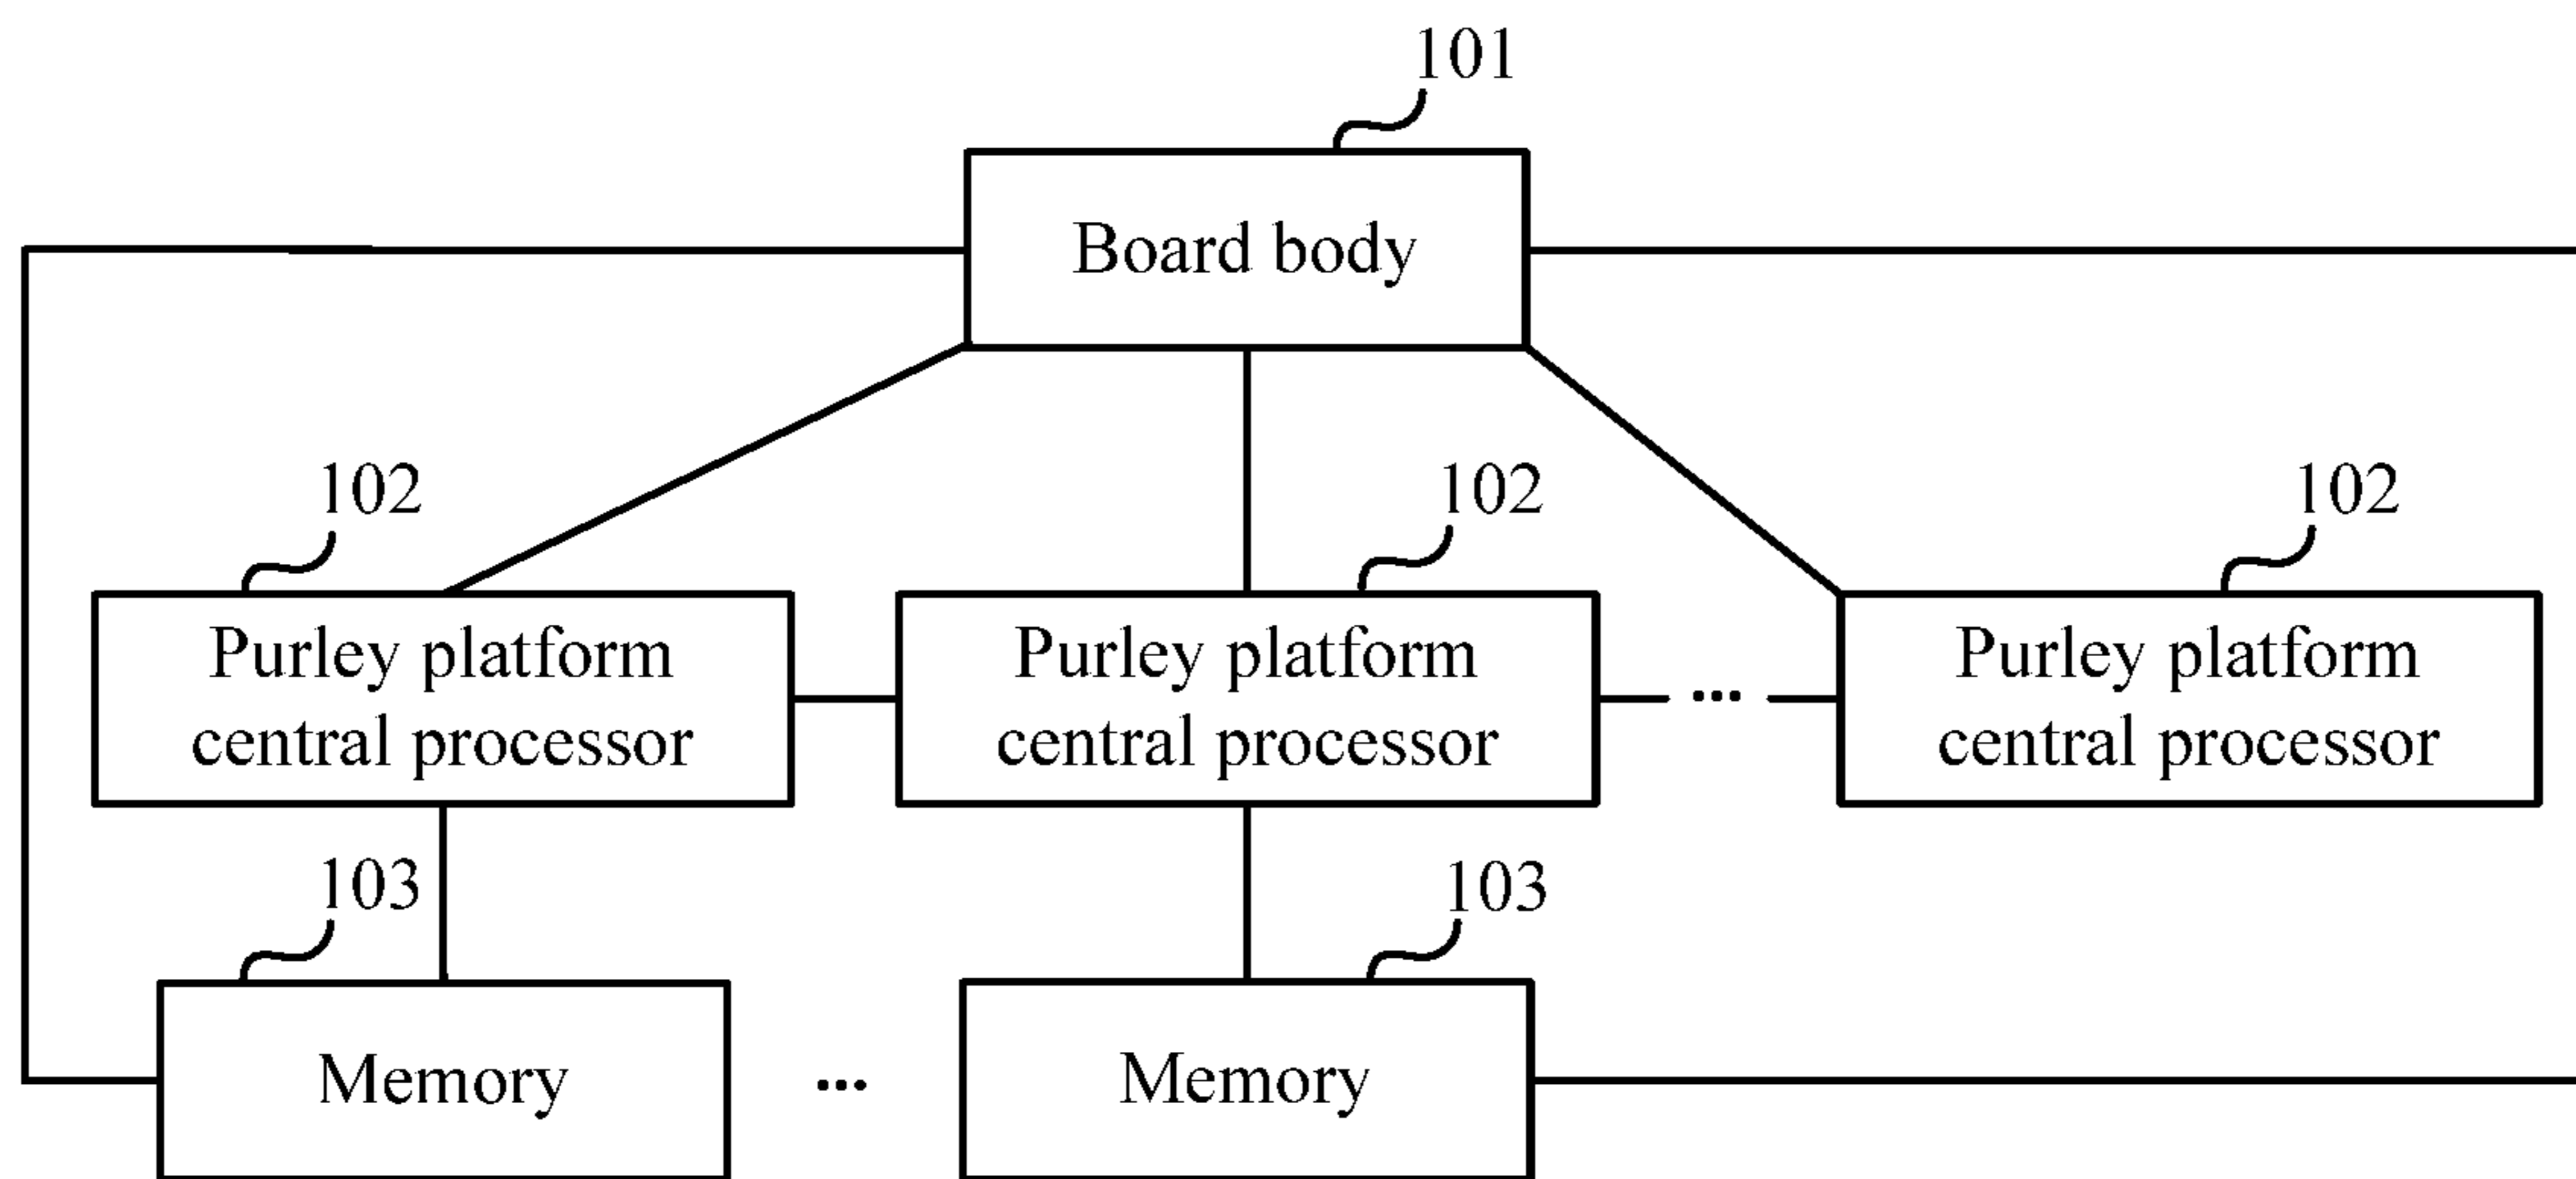 101
Board body
102
102
102
Purley platform
central processor
Purley platform
central processor
...
Purley platform
central processor
103
103
Memory
...
Memory